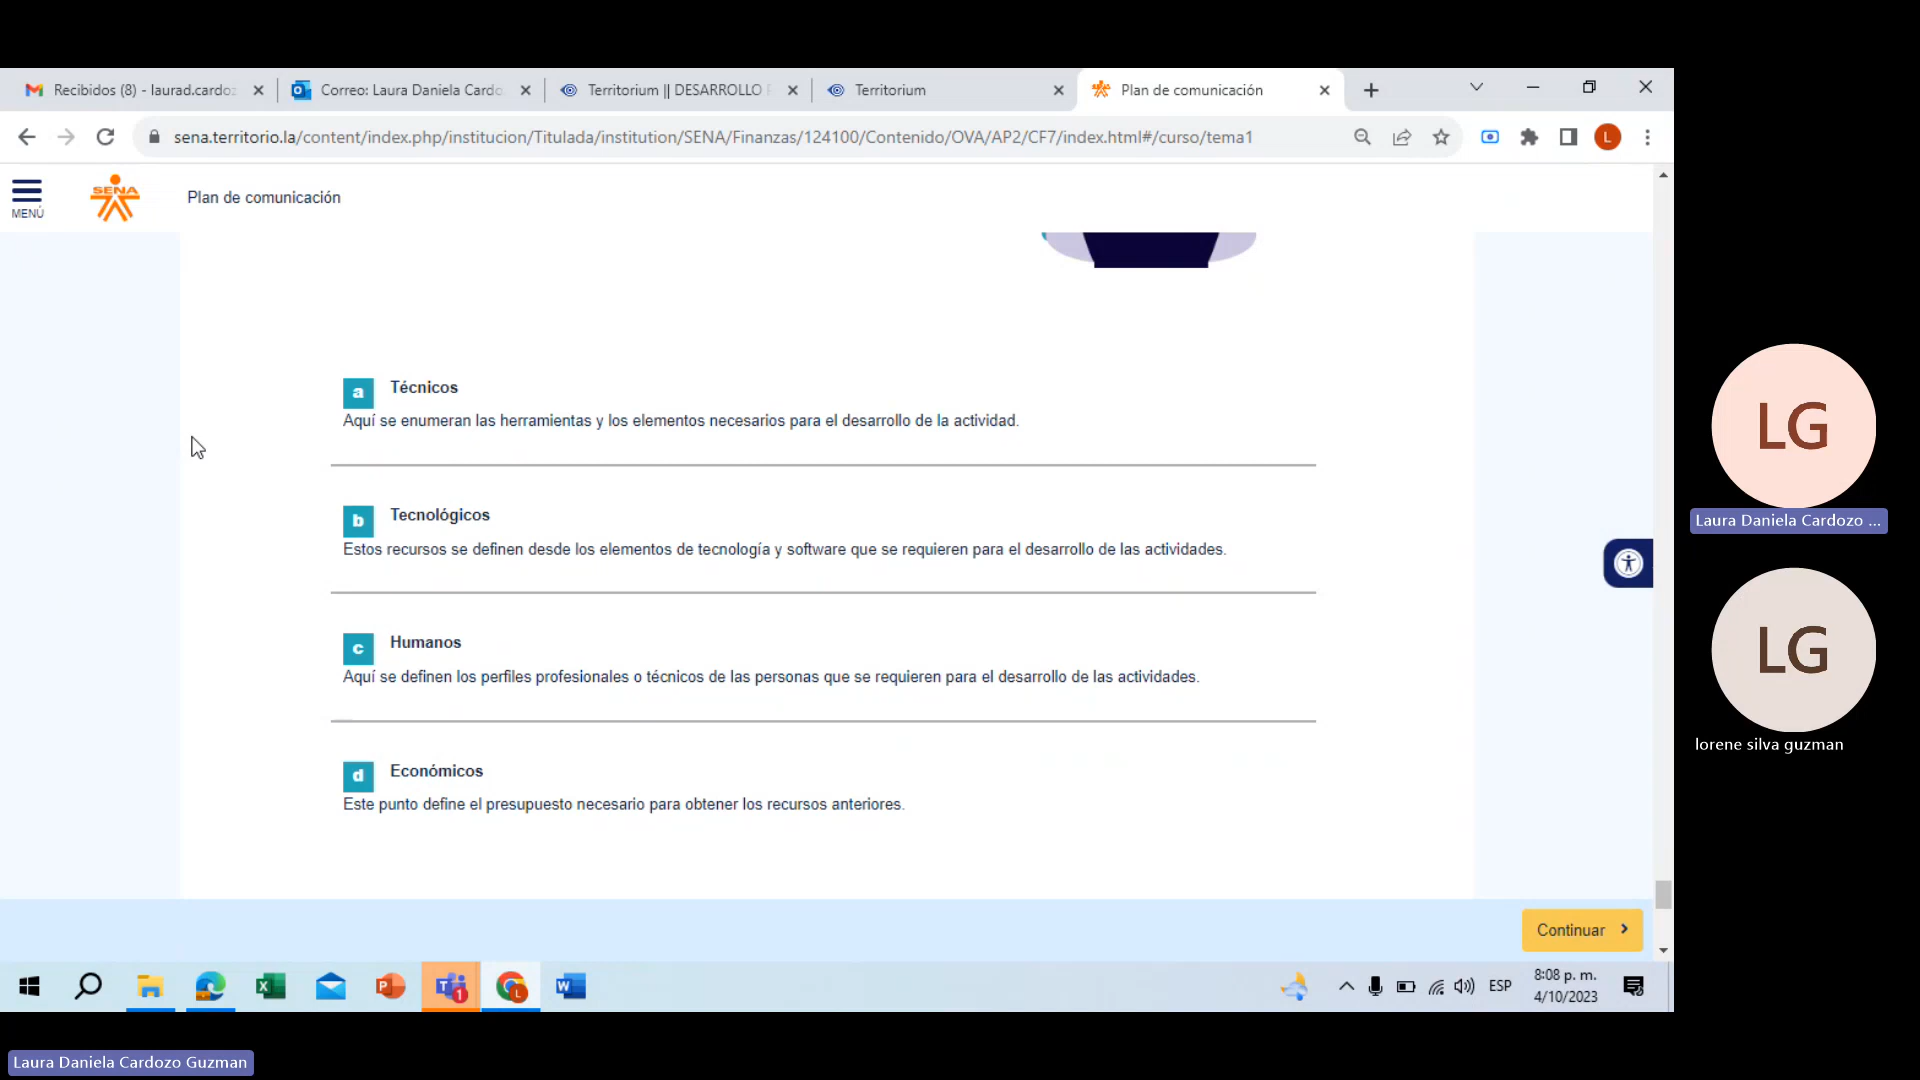 Recibidos (8) - laurad.cardoz
Correo: Laura Daniela Cardo
Territorium || DESARROLLO P
Territorium
Plan de comunicación
sena.territorio.la/content/index.php/institucion/Titulada/institution/SENA/Finanzas/124100/Contenido/OVA/AP2/CF7/index.html#/curso/tema1
L
MENÚ
SENA
Plan de comunicación
a Técnicos
Aquí se enumeran las herramientas y los elementos necesarios para el desarrollo de la actividad.
b Tecnológicos
Estos recursos se definen desde los elementos de tecnología y software que se requieren para el desarrollo de las actividades.
c Humanos
Aquí se definen los perfiles profesionales o técnicos de las personas que se requieren para el desarrollo de las actividades.
d Económicos
Este punto define el presupuesto necesario para obtener los recursos anteriores.
Continuar
LG
Laura Daniela Cardozo ...
LG
lorene silva guzman
ESP
8:08 p. m.
4/10/2023
Laura Daniela Cardozo Guzman